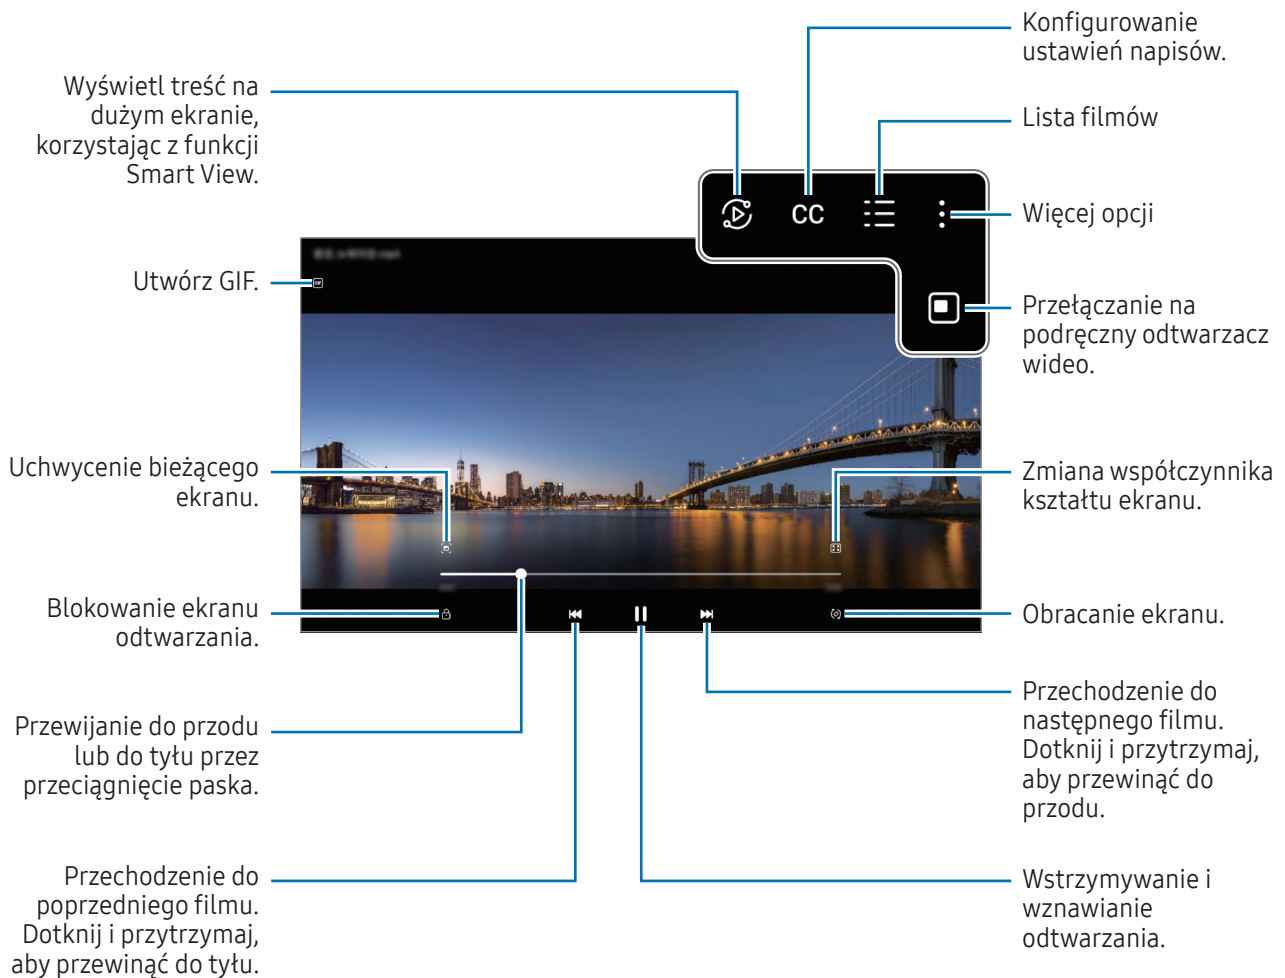 Konfigurowanie
ustawień napisów.
Wyświetl treść na
dużym ekranie,
korzystając z funkcji
Smart View.
Lista filmów
CC
Więcej opcji
Utwórz GIF.
GIF
Przełączanie na
podręczny odtwarzacz
wideo.
Uchwycenie bieżącego
ekranu.
Zmiana współczynnika
kształtu ekranu.
Blokowanie ekranu
odtwarzania.
Obracanie ekranu.
Przewijanie do przodu
lub do tyłu przez
przeciągnięcie paska.
Przechodzenie do
następnego filmu.
Dotknij i przytrzymaj,
aby przewinąć do
przodu.
Przechodzenie do
poprzedniego filmu.
Dotknij i przytrzymaj,
aby przewinąć do tyłu.
Wstrzymywanie i
wznawianie
odtwarzania.